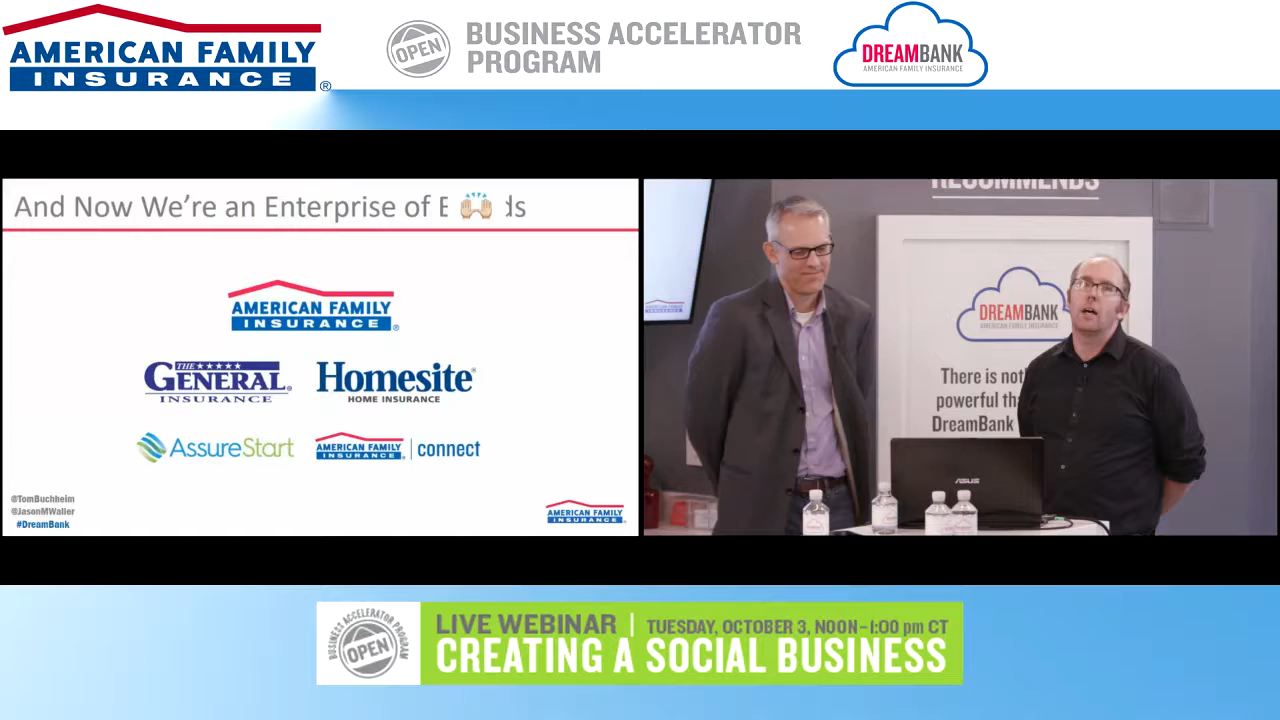 AMERICAN FAMILY
INSURANCE ®
OPEN
BUSINESS ACCELERATOR
PROGRAM
DREAMBANK
AMERICAN FAMILY INSURANCE
And Now We're an Enterprise of ds
AMERICAN FAMILY
INSURANCE ®
THE
GENERAL ®
INSURANCE
Homesite ®
HOME INSURANCE
AssureStart
AMERICAN FAMILY
INSURANCE ® | connect
@TomBuchheim
@JasonMWaller
#DreamBank
AMERICAN FAMILY
INSURANCE ®
RECOMMENDS
AMERICAN FAMILY
INSURANCE
DREAMBANK
AMERICAN FAMILY INSURANCE
There is not
powerful tha
DreamBank
ASUS
BUSINESS ACCELERATOR PROGRAM
OPEN
LIVE WEBINAR | TUESDAY, OCTOBER 3, NOON–1:00 pm CT
CREATING A SOCIAL BUSINESS